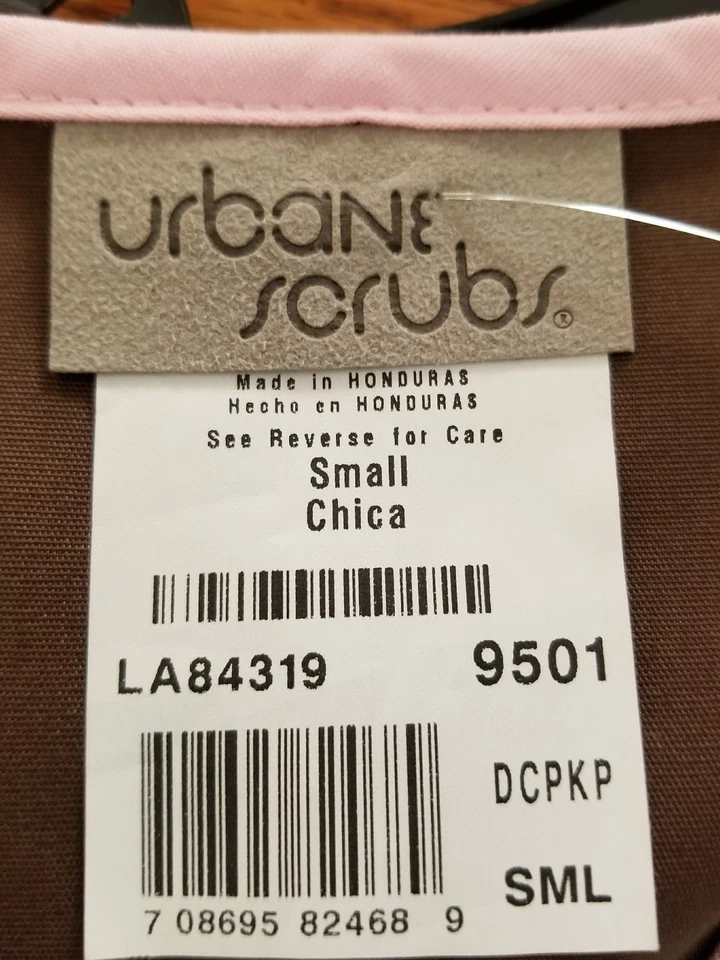 urbane
scrubs®
Made in HONDURAS
Hecho en HONDURAS
See Reverse for Care
Small
Chica
LA84319 9501
DCPKP
SML
7 08695 82468 9